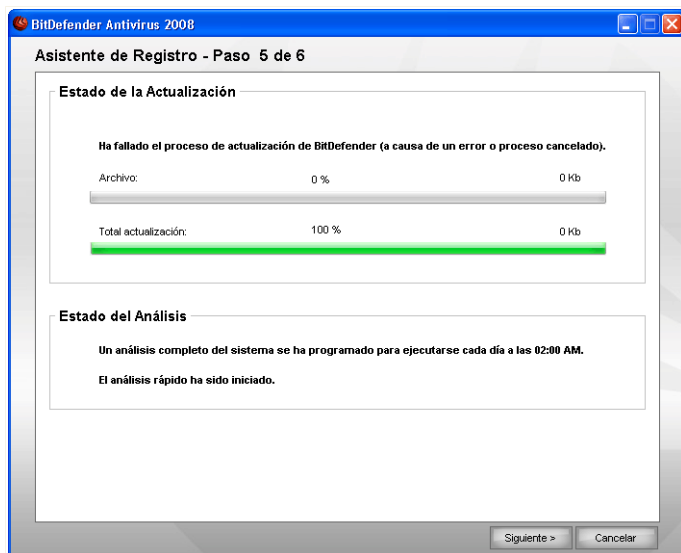 BitDefender Antivirus 2008
Asistente de Registro - Paso 5 de 6
Estado de la Actualización
Ha fallado el proceso de actualización de BitDefender (a causa de un error o proceso cancelado).
Archivo: 0 % 0 Kb
Total actualización: 100 % 0 Kb
Estado del Análisis
Un análisis completo del sistema se ha programado para ejecutarse cada día a las 02:00 AM.
El análisis rápido ha sido iniciado.
Siguiente > Cancelar